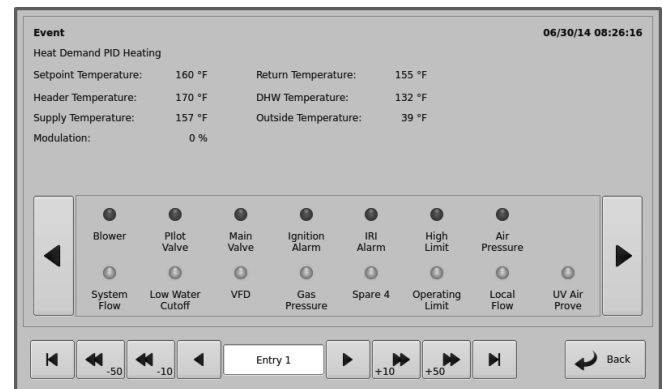 Event 06/30/14 08:26:16
Heat Demand PID Heating
Setpoint Temperature: 160 °F Return Temperature: 155 °F
Header Temperature: 170 °F DHW Temperature: 132 °F
Supply Temperature: 157 °F Outside Temperature: 39 °F
Modulation: 0 %
Blower PIlot Main Ignition IRI High Air
Valve Valve Alarm Alarm Limit Pressure
System Low Water VFD Gas Spare 4 Operating Local UV Air
Flow Cutoff Pressure Limit Flow Prove
-50 -10 Entry 1 +10 +50 Back